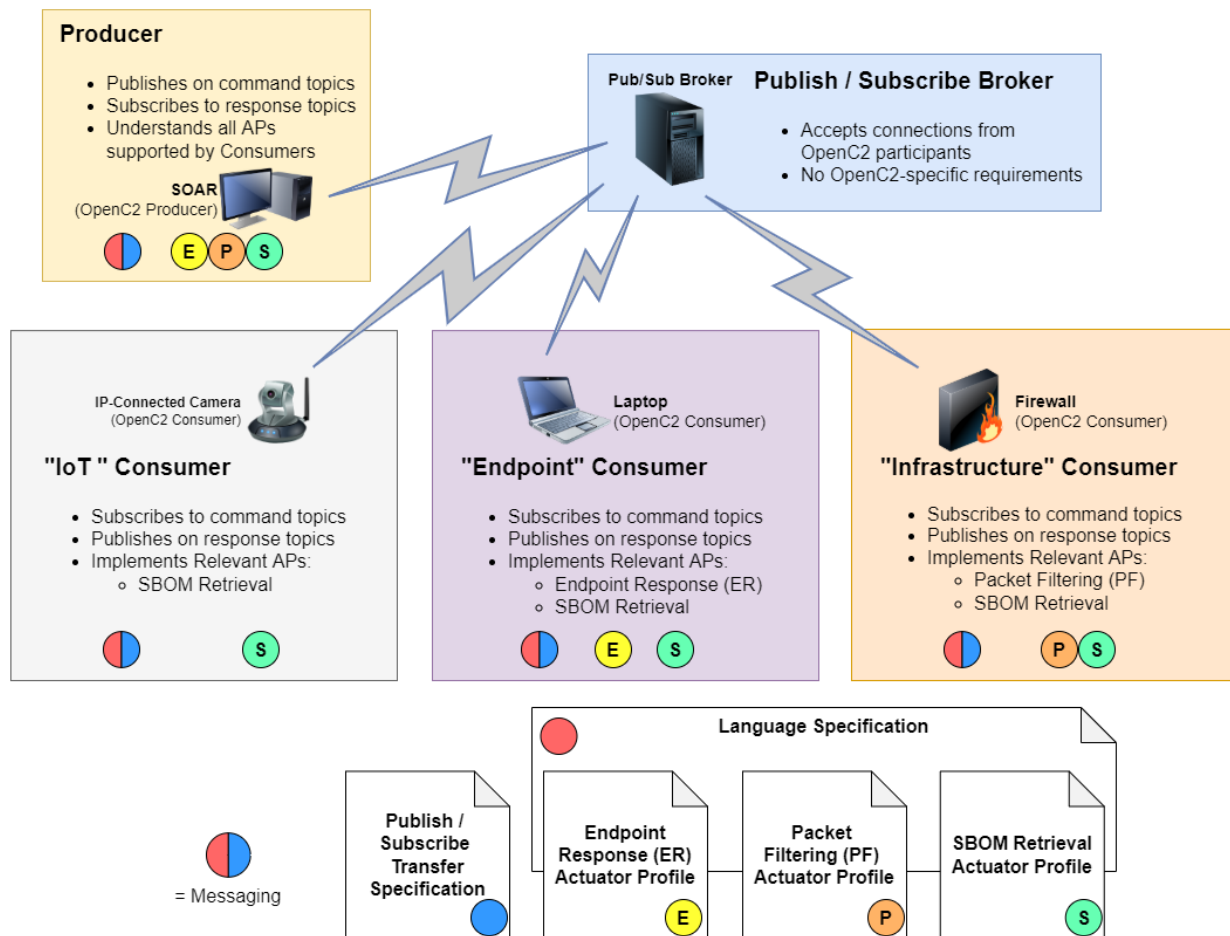 Producer
Publishes on command topics
Subscribes to response topics
Understands all APs
supported by Consumers
SOAR
(OpenC2 Producer)
E P S
Pub/Sub Broker
Publish / Subscribe Broker
Accepts connections from
OpenC2 participants
No OpenC2-specific requirements
IP-Connected Camera
(OpenC2 Consumer)
"IoT " Consumer
Subscribes to command topics
Publishes on response topics
Implements Relevant APs:
SBOM Retrieval
S
Laptop
(OpenC2 Consumer)
"Endpoint" Consumer
Subscribes to command topics
Publishes on response topics
Implements Relevant APs:
Endpoint Response (ER)
SBOM Retrieval
E S
Firewall
(OpenC2 Consumer)
"Infrastructure" Consumer
Subscribes to command topics
Publishes on response topics
Implements Relevant APs:
Packet Filtering (PF)
SBOM Retrieval
P S
= Messaging
Publish /
Subscribe
Transfer
Specification
Language Specification
Endpoint
Response (ER)
Actuator Profile
E
Packet
Filtering (PF)
Actuator Profile
P
SBOM Retrieval
Actuator Profile
S